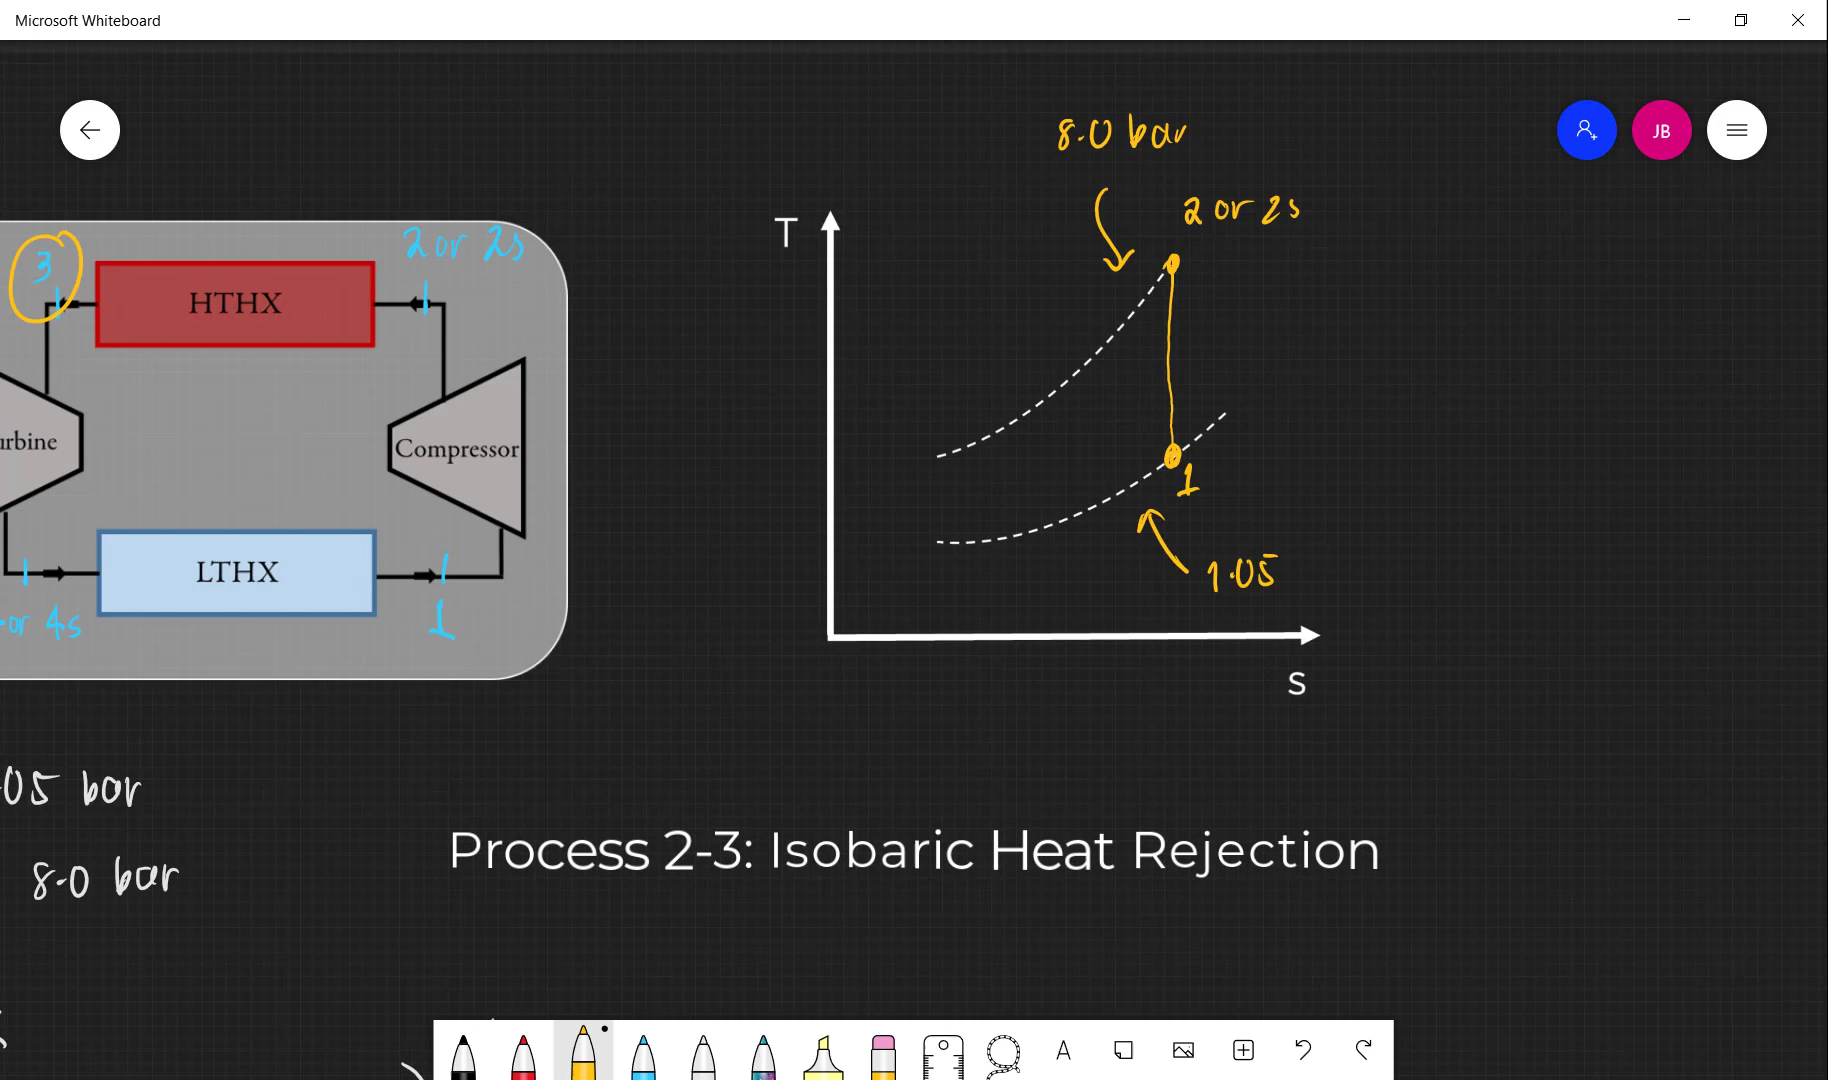 Microsoft Whiteboard
8.0 bar
JB
2 or 2s
T
3
2 or 2s
HTHX
Compressor
1
1.05
LTHX
or 4s
1
s
05 bar
8.0 bar
Process 2-3: Isobaric Heat Rejection
A